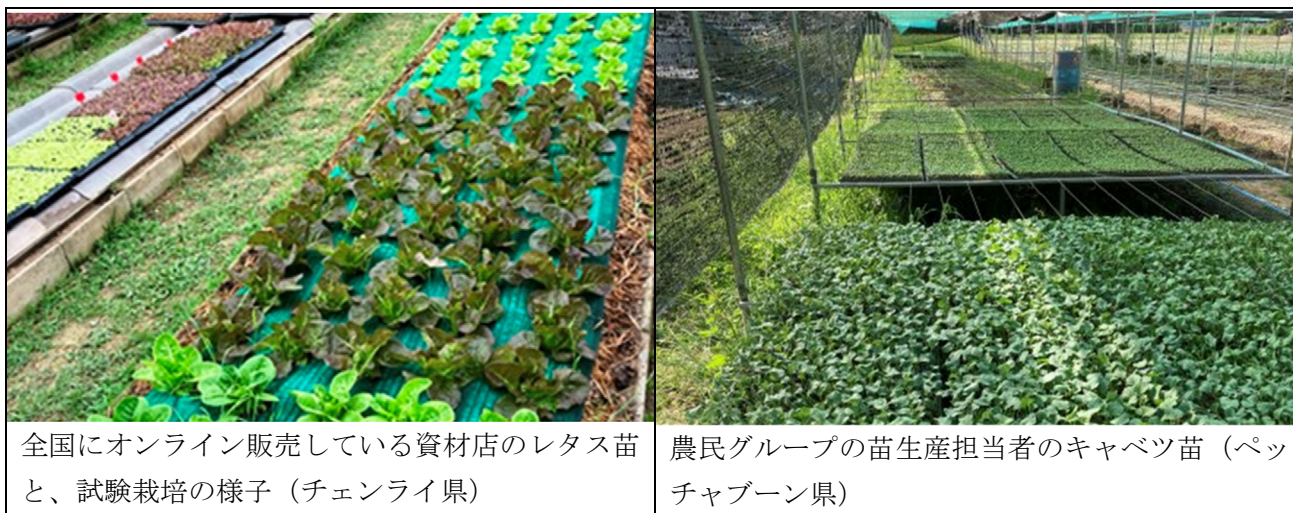 全国にオンライン販売している資材店のレタス苗
と、試験栽培の様子（チェンライ県）
農民グループの苗生産担当者のキャベツ苗（ペッ
チャブーン県）